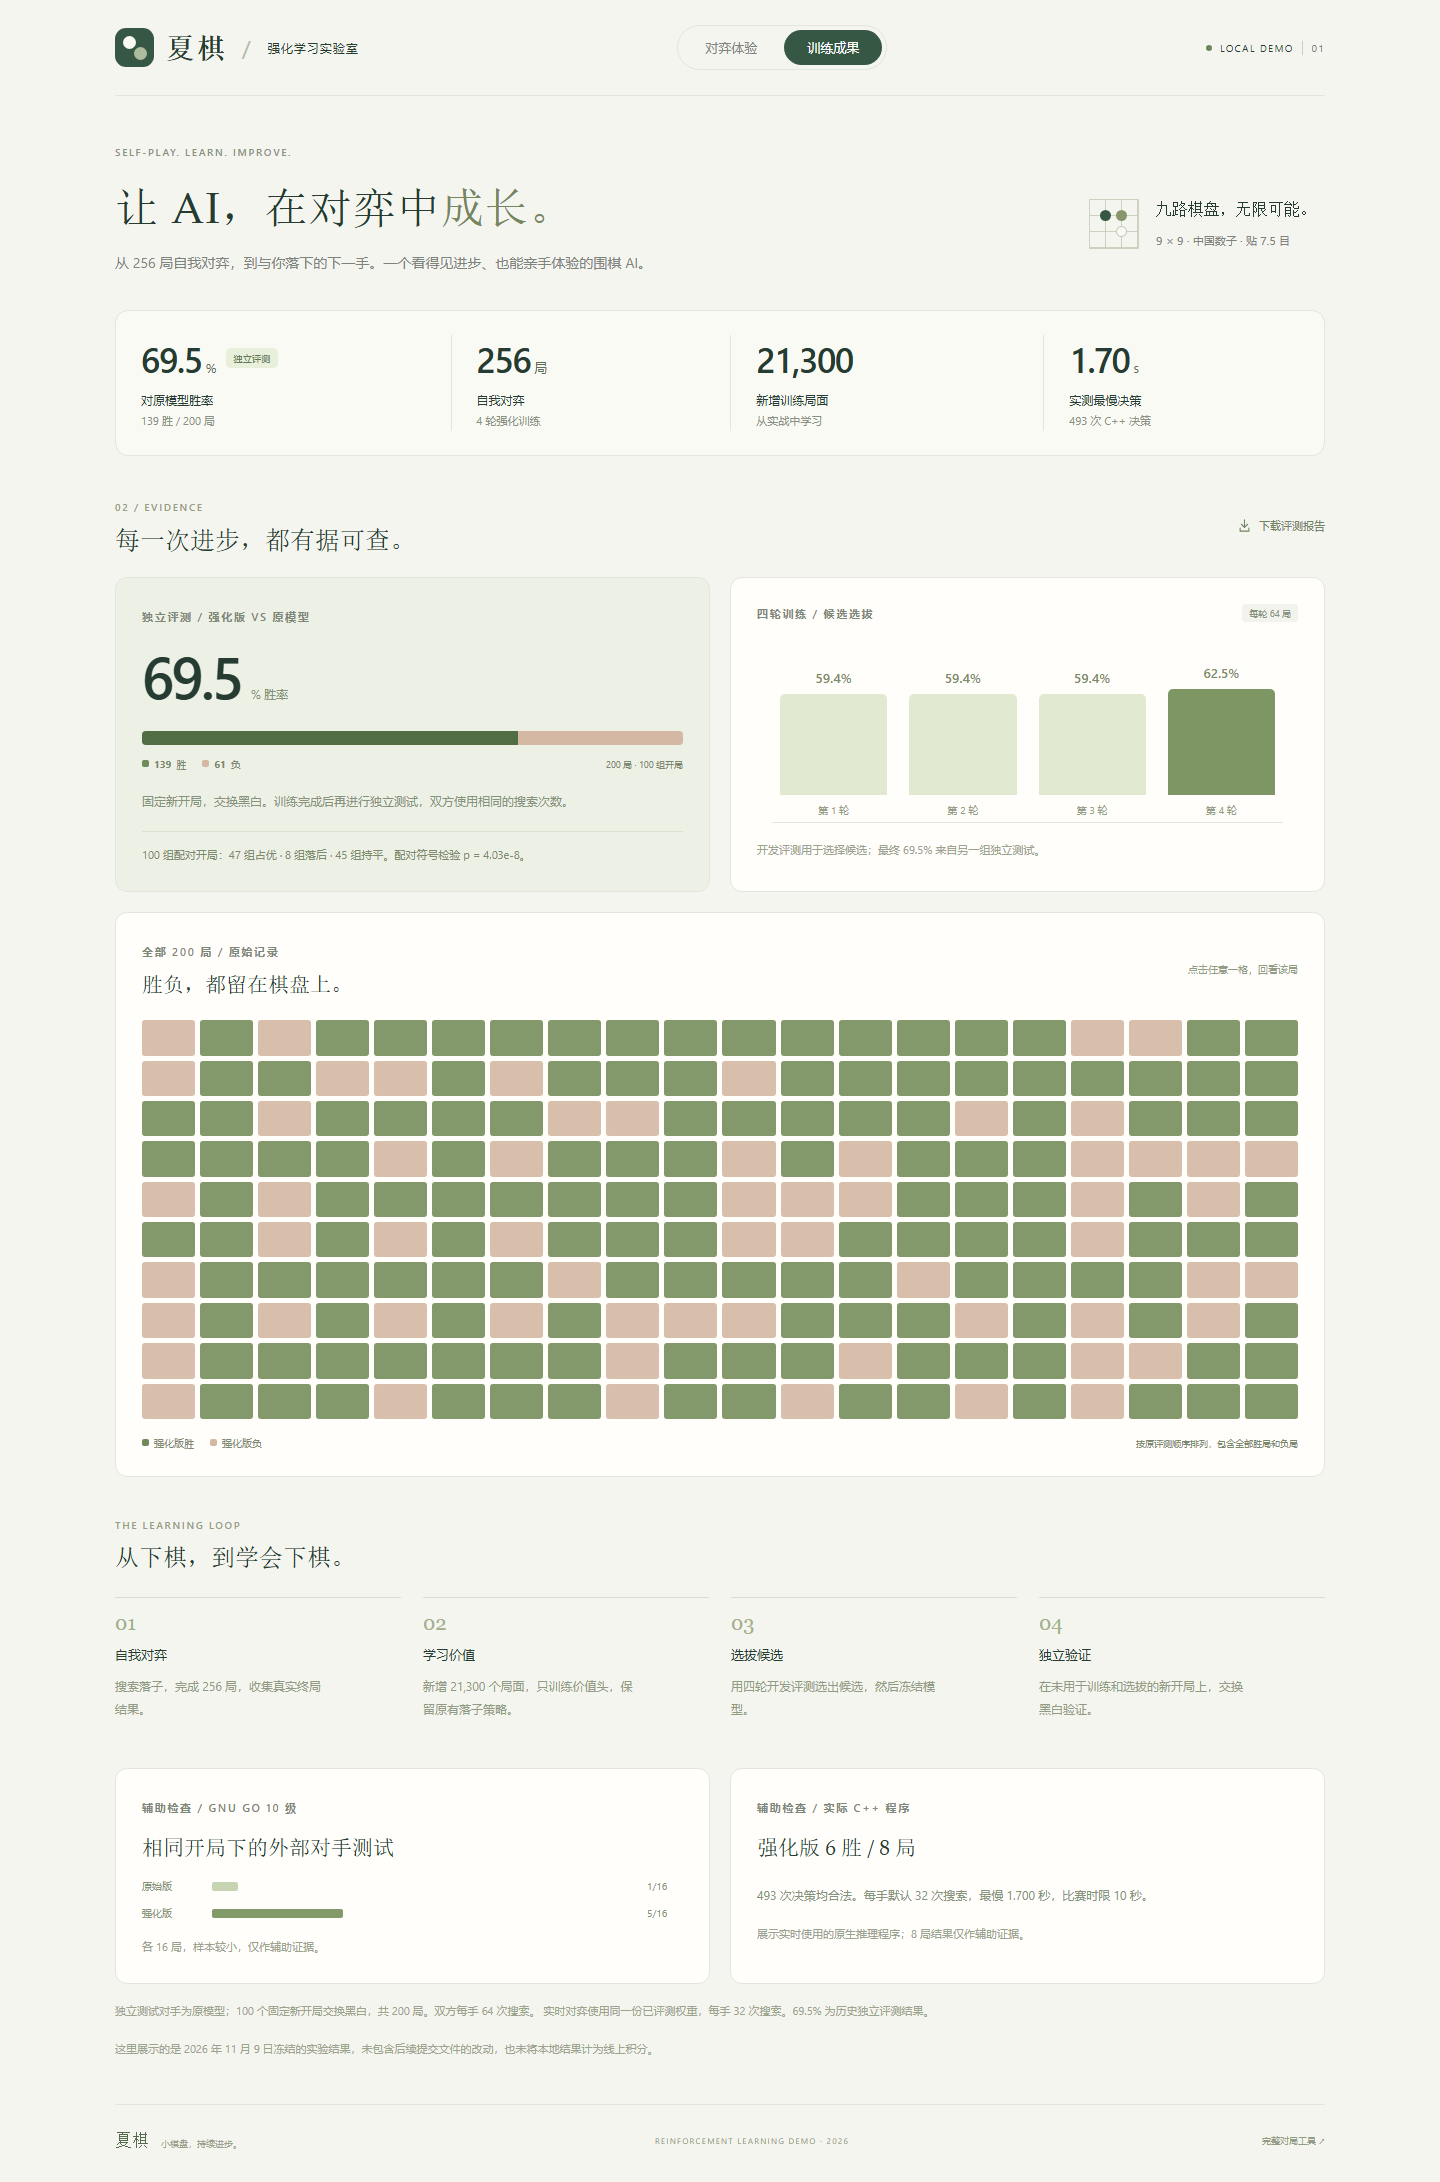 夏棋 / 强化学习实验室
对弈体验 训练成果
LOCAL DEMO 01
SELF-PLAY. LEARN. IMPROVE.
让 AI，在对弈中成长。
从 256 局自我对弈，到与你落下的下一手。一个看得见进步、也能亲手体验的围棋 AI。
九路棋盘，无限可能。
9 × 9 · 中国数子 · 贴 7.5 目
69.5 % 独立评测
对原模型胜率
139 胜 / 200 局
256 局
自我对弈
4 轮强化训练
21,300
新增训练局面
从实战中学习
1.70 s
实测最慢决策
493 次 C++ 决策
02 / EVIDENCE
每一次进步，都有据可查。
下载评测报告
独立评测 / 强化版 VS 原模型
69.5 % 胜率
139 胜 61 负
200 局 · 100 组开局
固定新开局，交换黑白。训练完成后再进行独立测试，双方使用相同的搜索次数。
100 组配对开局：47 组占优 · 8 组落后 · 45 组持平。配对符号检验 p = 4.03e-8。
四轮训练 / 候选选拔
每轮 64 局
59.4% 59.4% 59.4% 62.5%
第 1 轮 第 2 轮 第 3 轮 第 4 轮
开发评测用于选择候选；最终 69.5% 来自另一组独立测试。
全部 200 局 / 原始记录
胜负，都留在棋盘上。
点击任意一格，回看该局
强化版胜 强化版负
按原评测顺序排列，包含全部胜局和负局
THE LEARNING LOOP
从下棋，到学会下棋。
01
自我对弈
搜索落子，完成 256 局，收集真实终局
结果。
02
学习价值
新增 21,300 个局面，只训练价值头，保
留原有落子策略。
03
选拔候选
用四轮开发评测选出候选，然后冻结模
型。
04
独立验证
在未用于训练和选拔的新开局上，交换
黑白验证。
辅助检查 / GNU GO 10 级
相同开局下的外部对手测试
原始版 1/16
强化版 5/16
各 16 局，样本较小，仅作辅助证据。
辅助检查 / 实际 C++ 程序
强化版 6 胜 / 8 局
493 次决策均合法。每手默认 32 次搜索，最慢 1.700 秒，比赛时限 10 秒。
展示实时使用的原生推理程序；8 局结果仅作辅助证据。
独立测试对手为原模型；100 个固定新开局交换黑白，共 200 局。双方每手 64 次搜索。 实时对弈使用同一份已评测权重，每手 32 次搜索。69.5% 为历史独立评测结果。
这里展示的是 2026 年 11 月 9 日冻结的实验结果，未包含后续提交文件的改动，也未将本地结果计为线上积分。
夏棋 小棋盘，持续进步。
REINFORCEMENT LEARNING DEMO · 2026
完整对局工具 ↗